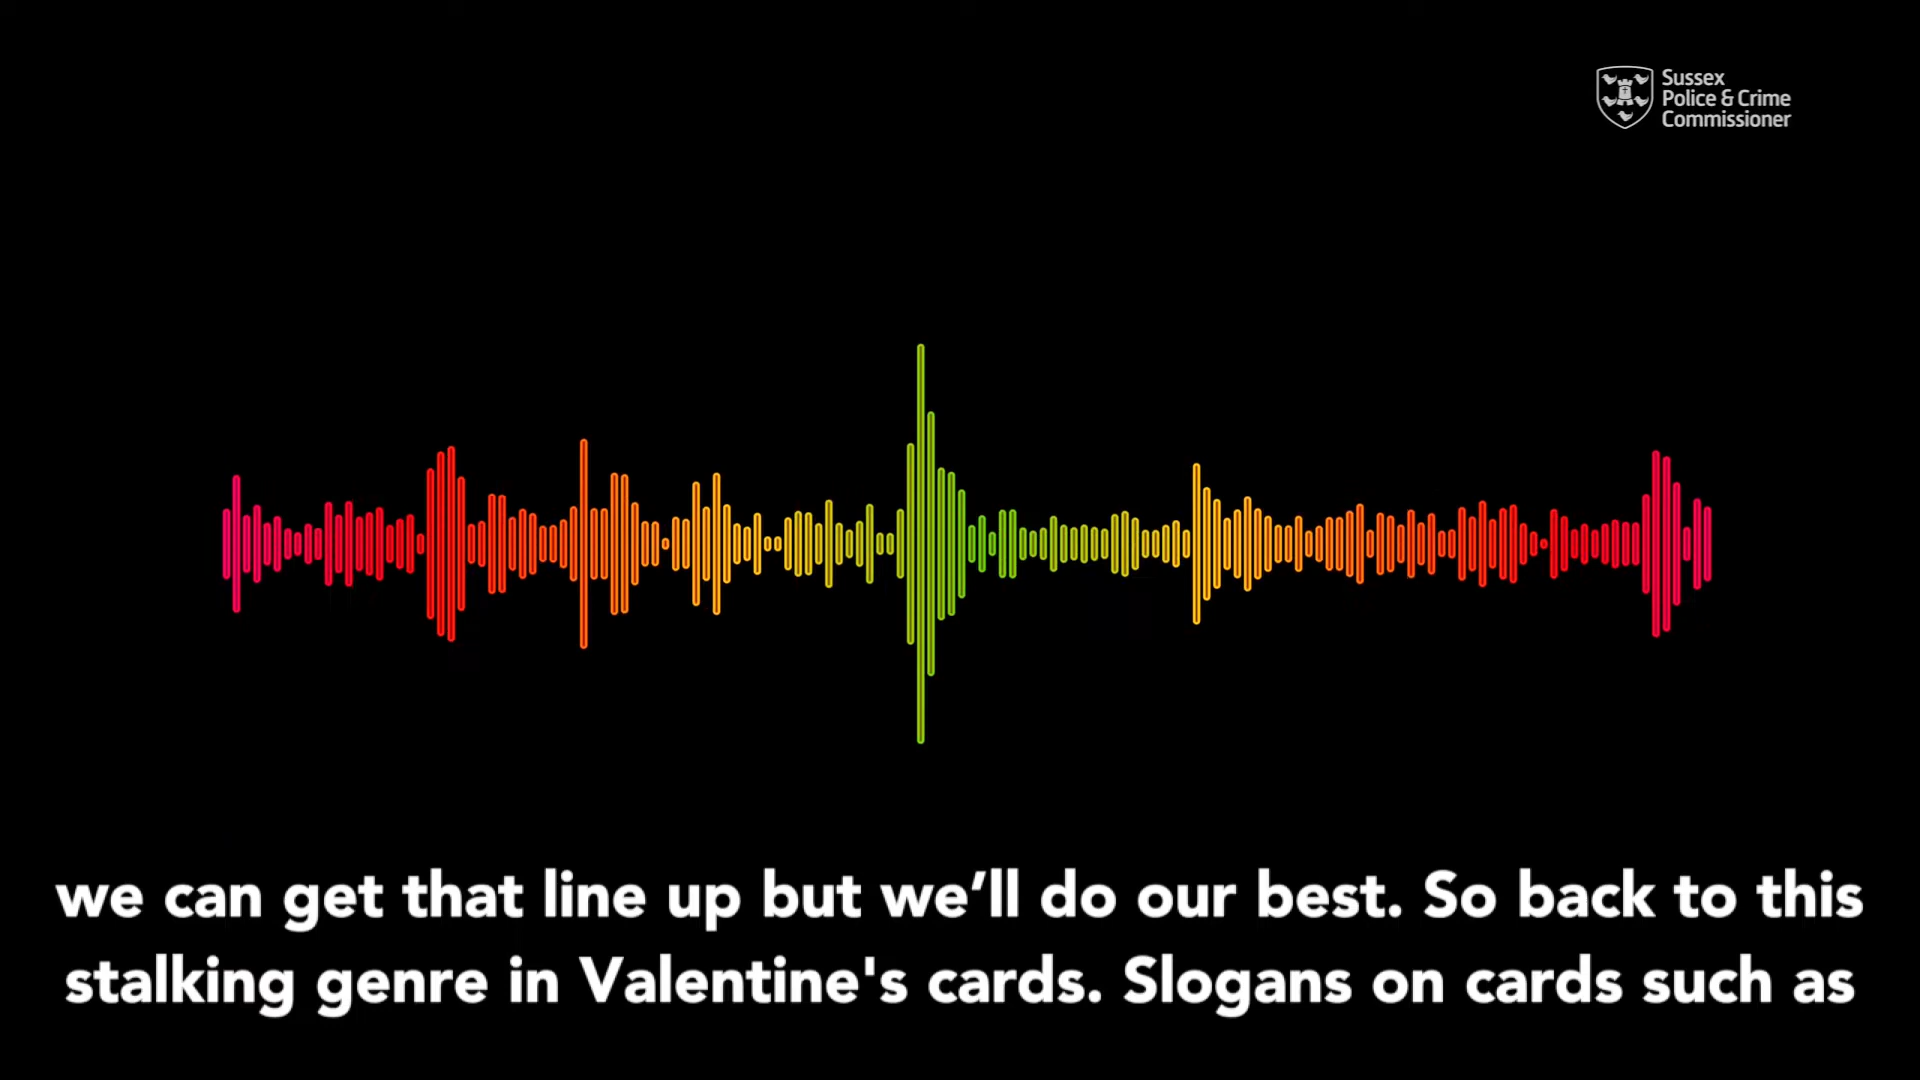 Sussex
Police & Crime
Commissioner
we can get that line up but we’ll do our best. So back to this
stalking genre in Valentine's cards. Slogans on cards such as